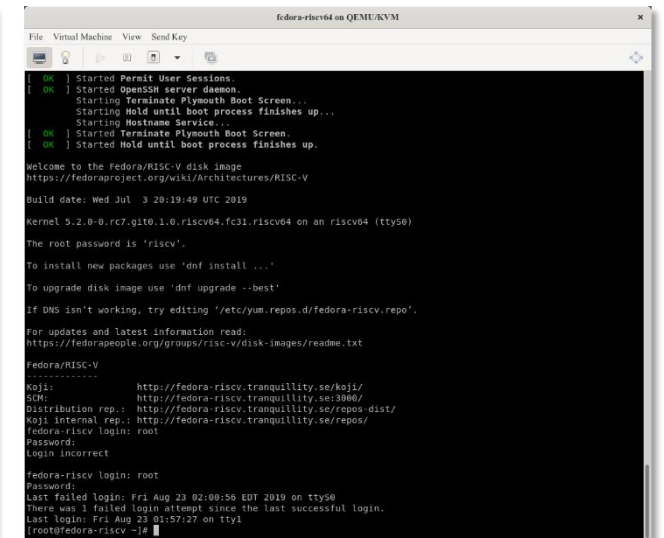 fedora-riscv64 on QEMU/KVM ×
File Virtual Machine View Send Key
[ OK ] Started Permit User Sessions.
[ OK ] Started OpenSSH server daemon.
Starting Terminate Plymouth Boot Screen...
Starting Hold until boot process finishes up...
Starting Hostname Service...
[ OK ] Started Terminate Plymouth Boot Screen.
[ OK ] Started Hold until boot process finishes up.
Welcome to the Fedora/RISC-V disk image
https://fedoraproject.org/wiki/Architectures/RISC-V
Build date: Wed Jul  3 20:19:49 UTC 2019
Kernel 5.2.0-0.rc7.git0.1.0.riscv64.fc31.riscv64 on an riscv64 (ttyS0)
The root password is ‘riscv’.
To install new packages use 'dnf install ...'
To upgrade disk image use 'dnf upgrade --best'
If DNS isn’t working, try editing ‘/etc/yum.repos.d/fedora-riscv.repo’.
For updates and latest information read:
https://fedorapeople.org/groups/risc-v/disk-images/readme.txt
Fedora/RISC-V
-------------
Koji: http://fedora-riscv.tranquillity.se/koji/
SCM: http://fedora-riscv.tranquillity.se:3000/
Distribution rep.: http://fedora-riscv.tranquillity.se/repos-dist/
Koji internal rep.: http://fedora-riscv.tranquillity.se/repos/
fedora-riscv login: root
Password:
Login incorrect
fedora-riscv login: root
Password:
Last failed login: Fri Aug 23 02:00:56 EDT 2019 on ttyS0
There was 1 failed login attempt since the last successful login.
Last login: Fri Aug 23 01:57:27 on tty1
[root@fedora-riscv ~]#